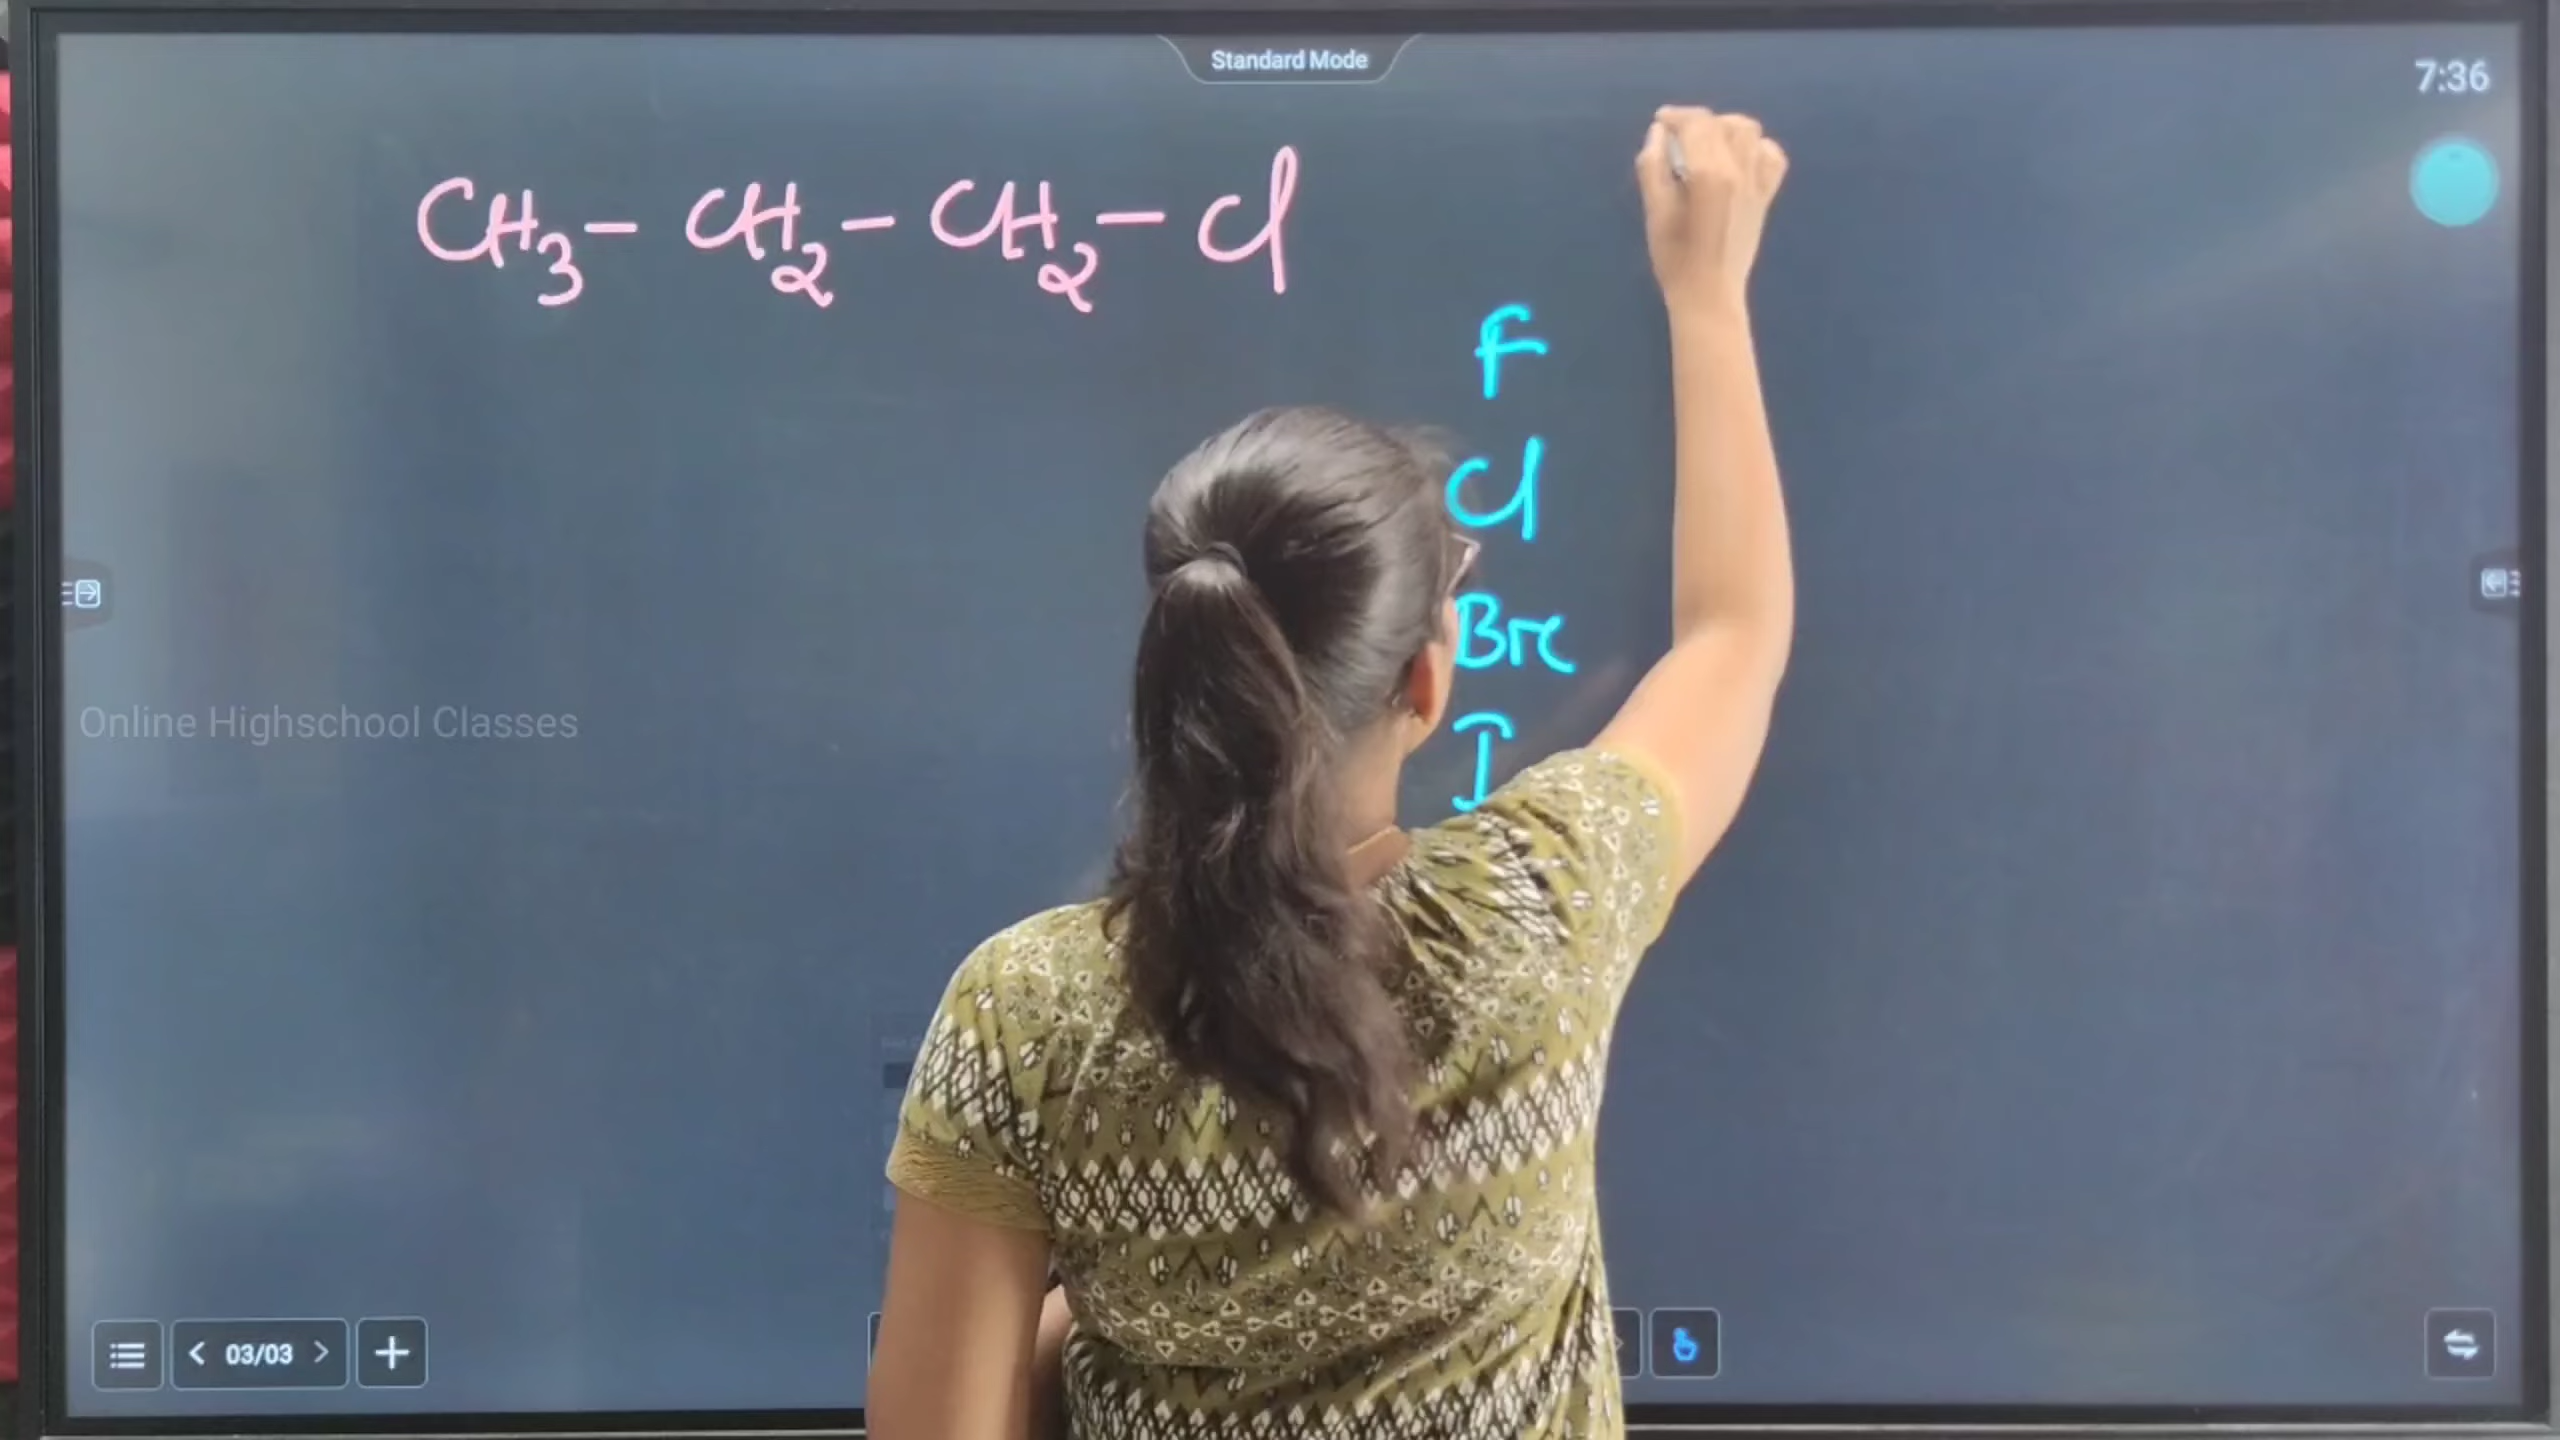 Standard Mode
7:36
CH₃ - CH₂ - CH₂ - Cl
F
Cl
Br
I
Online Highschool Classes
03/03